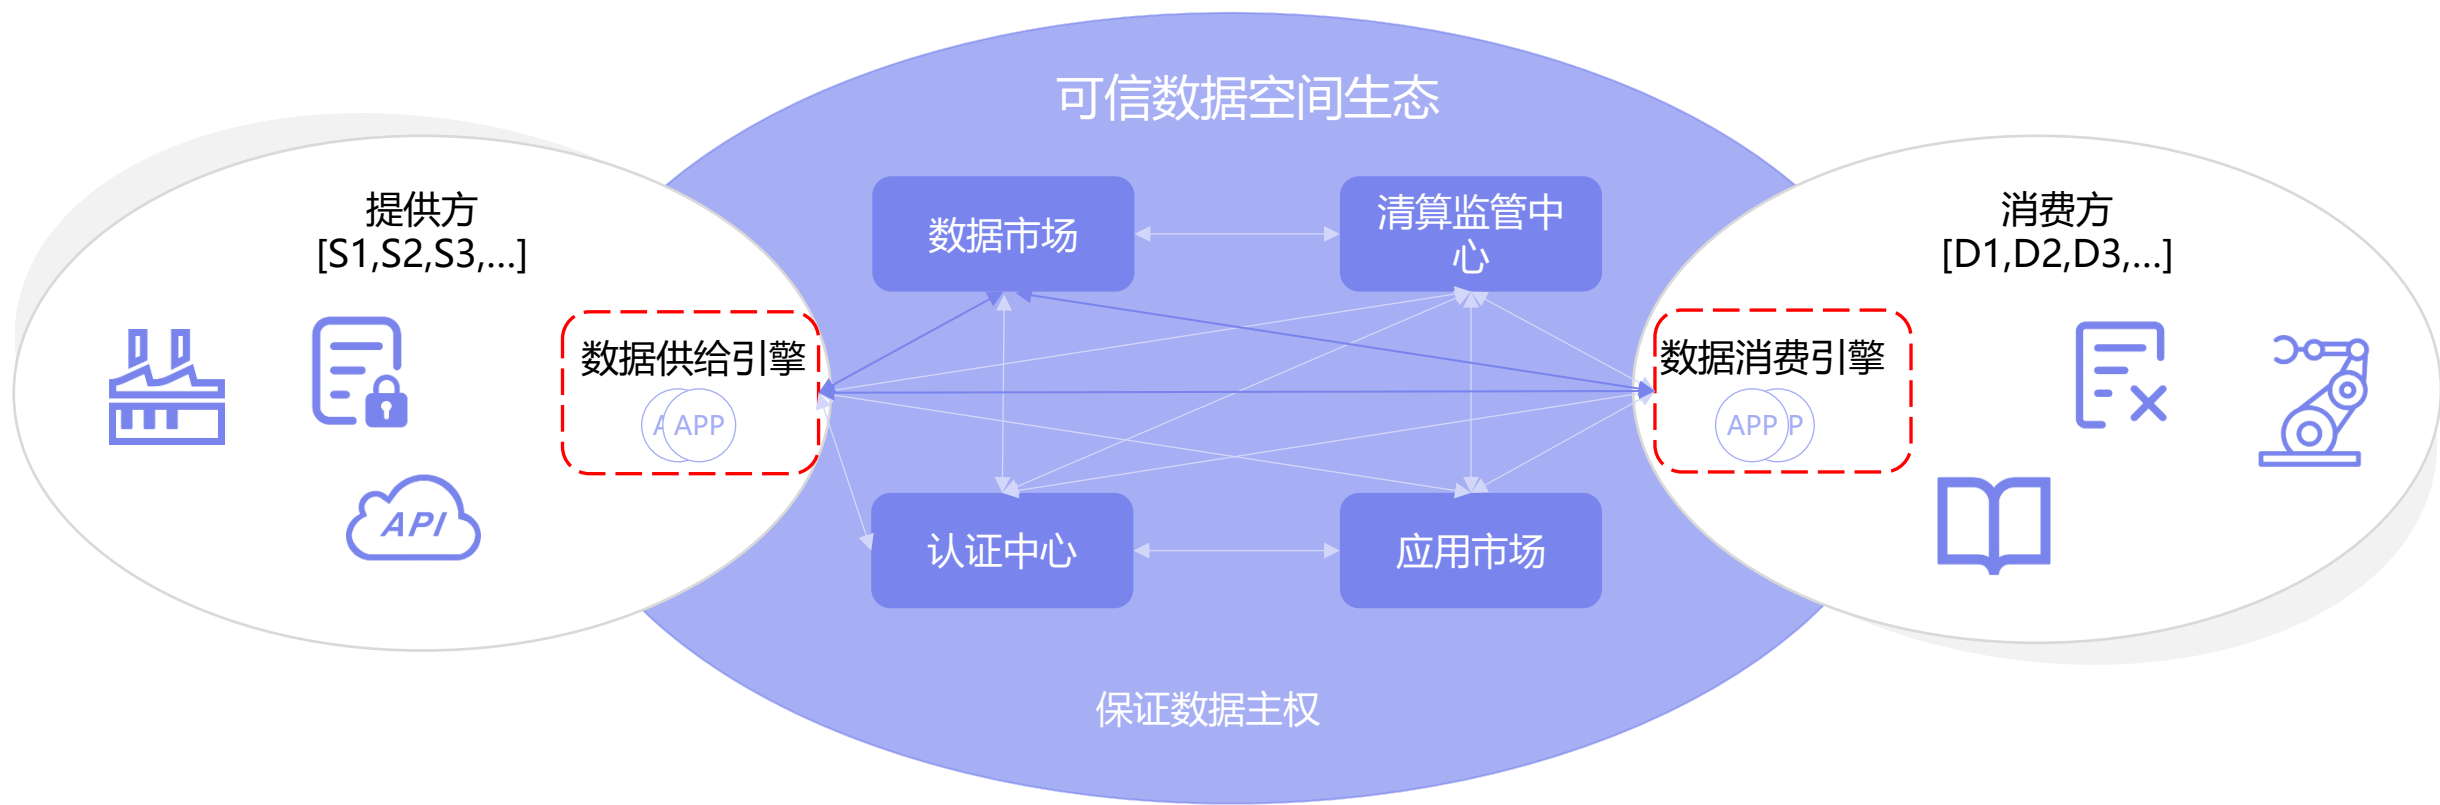 可信数据空间生态
提供方
[S1,S2,S3,...]
数据供给引擎
APP
API
数据市场
清算监管中
心
认证中心
应用市场
保证数据主权
消费方
[D1,D2,D3,...]
数据消费引擎
APP